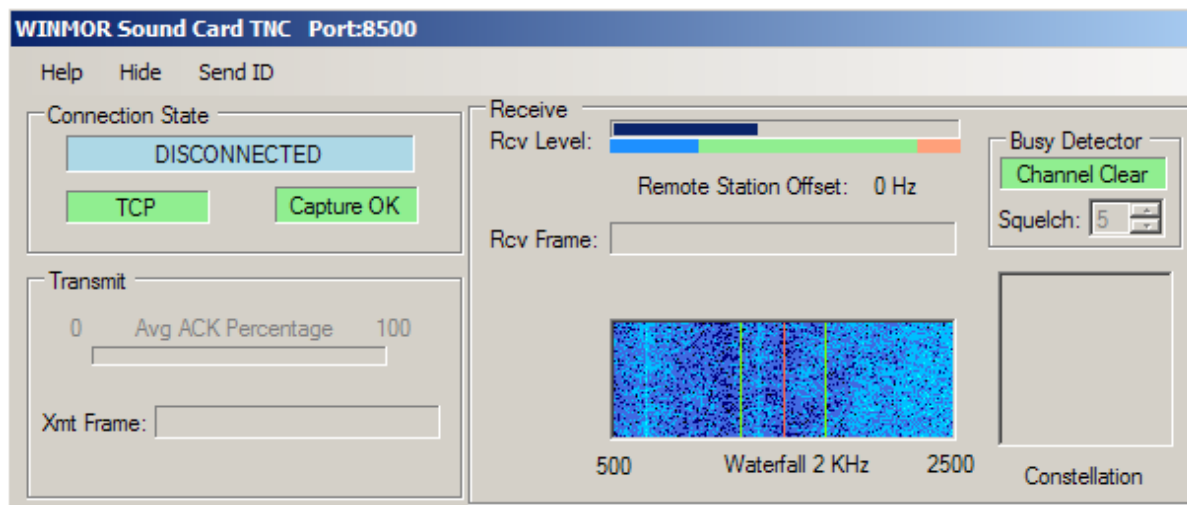 WINMOR Sound Card TNC Port:8500
Help Hide Send ID
Connection State
DISCONNECTED
TCP Capture OK
Transmit
0 Avg ACK Percentage 100
Xmt Frame:
Receive
Rcv Level:
Remote Station Offset: 0 Hz
Rcv Frame:
500 Waterfall 2 KHz 2500
Busy Detector
Channel Clear
Squelch: 5
Constellation